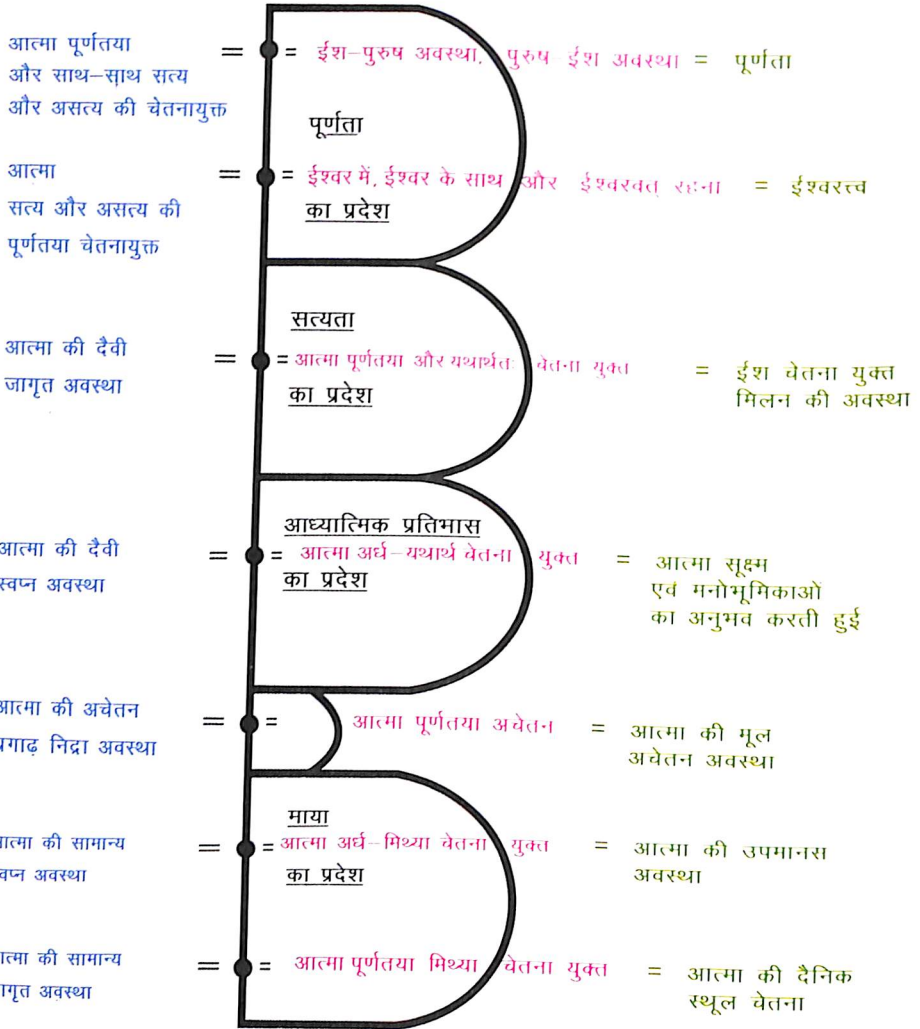 आत्मा पूर्णतया = = ईश-पुरुष अवस्था, पुरुष ईश अवस्था = पूर्णता
और साथ-साथ सत्य
और असत्य की चेतनायुक्त
पूर्णता
आत्मा = = ईश्वर में, ईश्वर के साथ और ईश्वरवत् रहना = ईश्वरत्त्व
सत्य और असत्य की का प्रदेश
पूर्णतया चेतनायुक्त
सत्यता
आत्मा की दैवी = = आत्मा पूर्णतया और यथार्थतः चेतना युक्त = ईश चेतना युक्त
जागृत अवस्था का प्रदेश मिलन की अवस्था
आध्यात्मिक प्रतिभास
आत्मा की दैवी = = आत्मा अर्ध-यथार्थ चेतना युक्त = आत्मा सूक्ष्म
स्वप्न अवस्था का प्रदेश एवं मनोभूमिकाओं
का अनुभव करती हुई
आत्मा की अचेतन = = आत्मा पूर्णतया अचेतन = आत्मा की मूल
प्रगाढ़ निद्रा अवस्था अचेतन अवस्था
माया
आत्मा की सामान्य = = आत्मा अर्ध-मिथ्या चेतना युक्त = आत्मा की उपमानस
स्वप्न अवस्था का प्रदेश अवस्था
आत्मा की सामान्य = = आत्मा पूर्णतया मिथ्या चेतना युक्त = आत्मा की दैनिक
जागृत अवस्था स्थूल चेतना